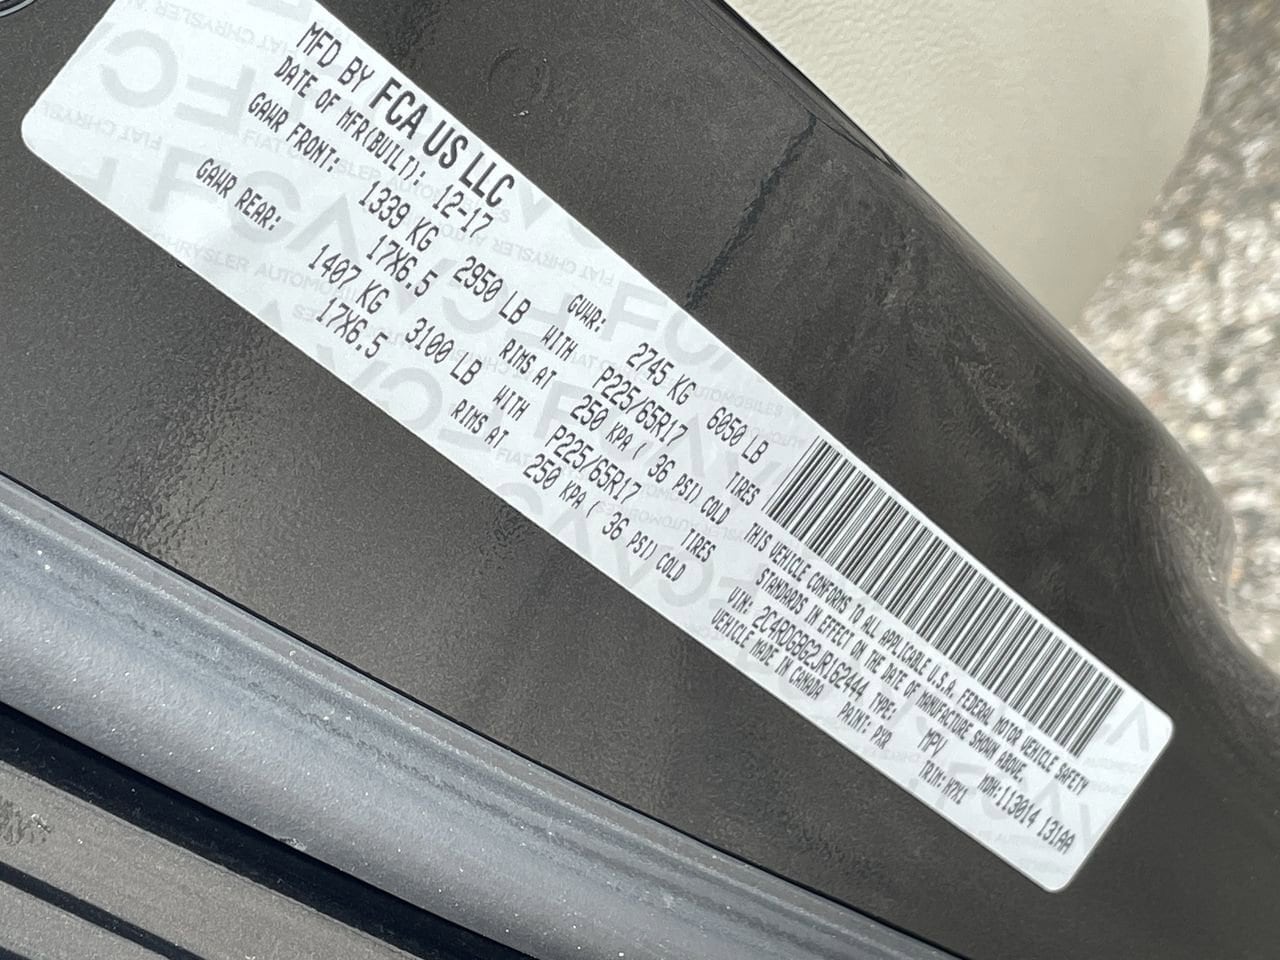 MFD BY FCA US LLC
DATE OF MFR(BUILT): 12-17
GVWR: 2745 KG 6050 LB
GAWR FRONT: 1339 KG 2950 LB WITH P225/65R17 TIRES
17X6.5 RIMS AT 250 KPA ( 36 PSI) COLD
GAWR REAR: 1407 KG 3100 LB WITH P225/65R17 TIRES
17X6.5 RIMS AT 250 KPA ( 36 PSI) COLD
THIS VEHICLE CONFORMS TO ALL APPLICABLE U.S.A. FEDERAL MOTOR VEHICLE SAFETY
STANDARDS IN EFFECT ON THE DATE OF MANUFACTURE SHOWN ABOVE.
VIN: 2C4RDGBG2JR162444 TYPE: MPV MDH:113014 131AA
VEHICLE MADE IN CANADA PAINT: PXR TRIM: H7X1